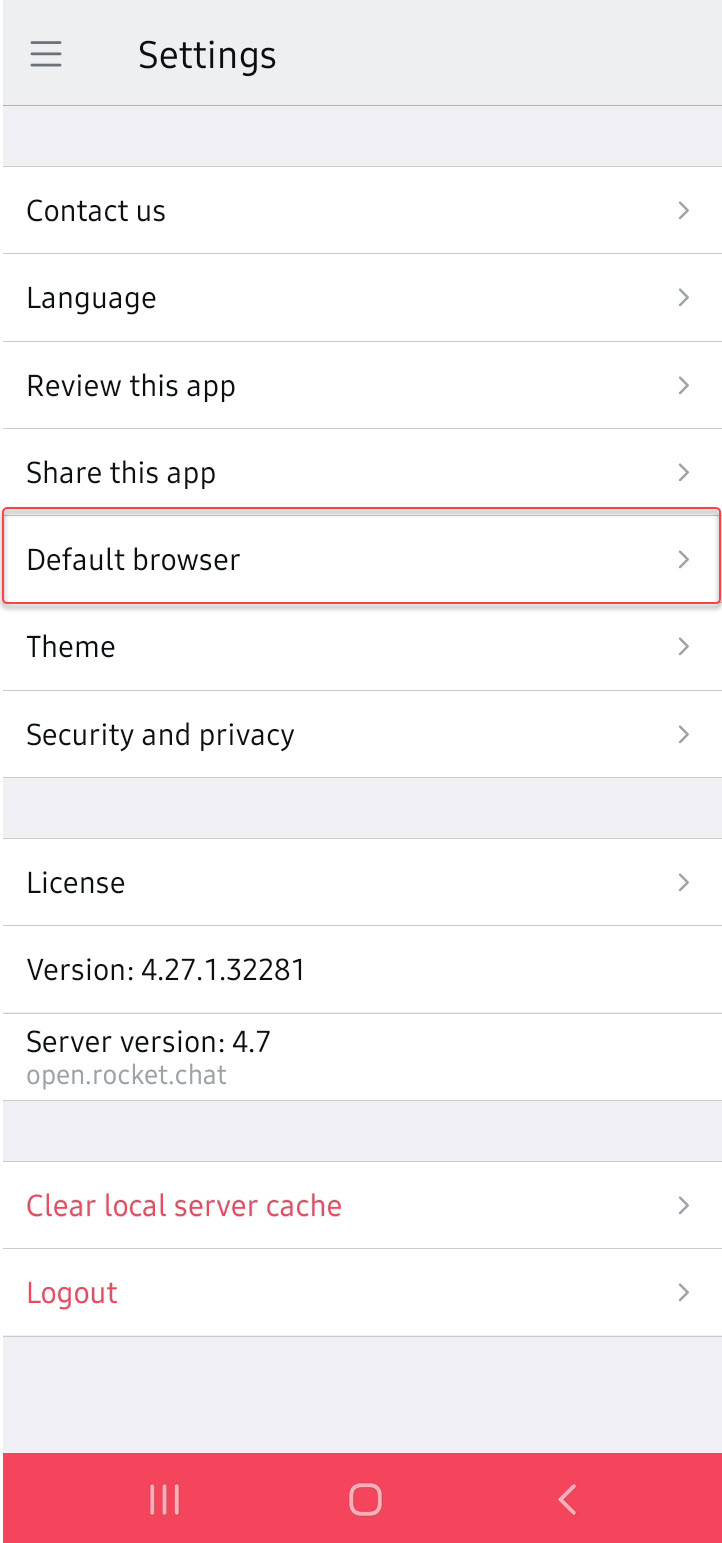 Settings
Contact us
Language
Review this app
Share this app
Default browser
Theme
Security and privacy
License
Version: 4.27.1.32281
Server version: 4.7
open.rocket.chat
Clear local server cache
Logout